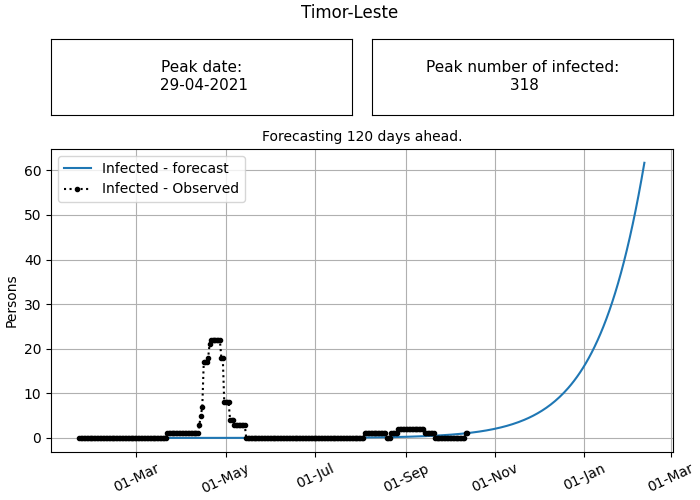 Timor-Leste
Peak date:
29-04-2021
Peak number of infected:
318
Forecasting 120 days ahead.
Infected - forecast
Infected - Observed
Persons
60
50
40
30
20
10
0
01-Mar
01-May
01-Jul
01-Sep
01-Nov
01-Jan
01-Mar